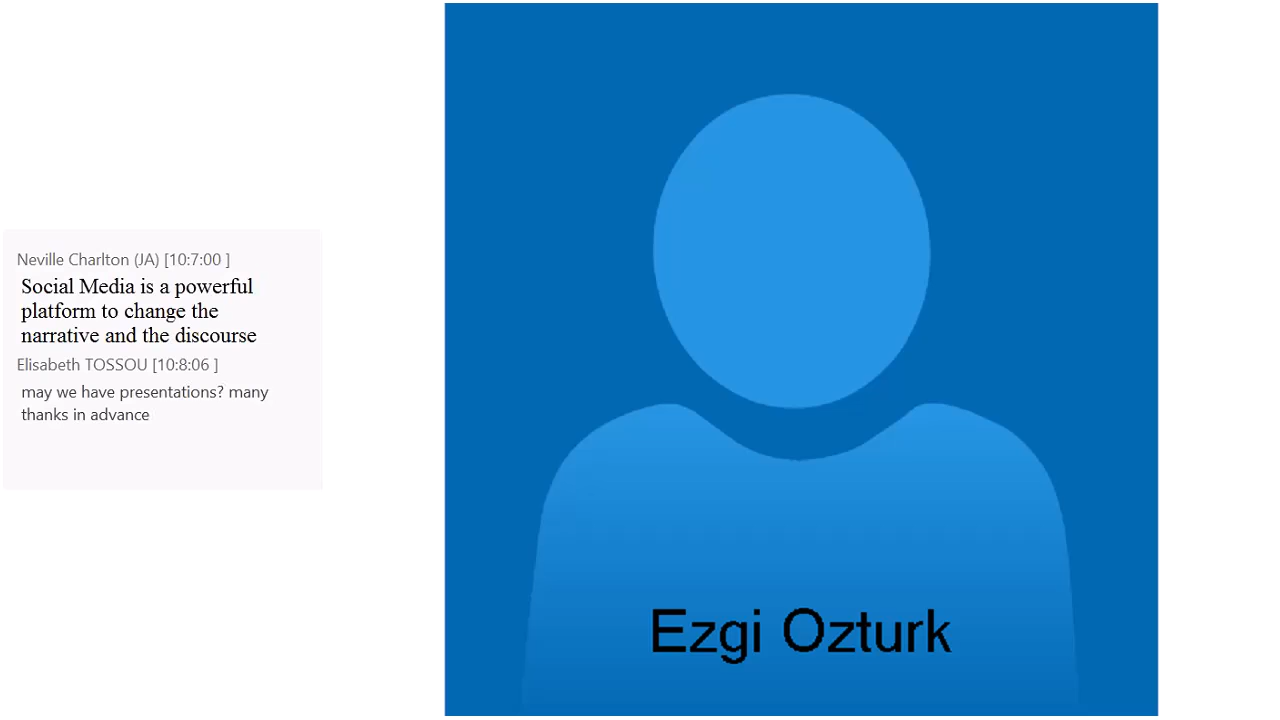 Neville Charlton (JA) [10:7:00 ]
Social Media is a powerful
platform to change the
narrative and the discourse
Elisabeth TOSSOU [10:8:06 ]
may we have presentations? many
thanks in advance
Ezgi Ozturk